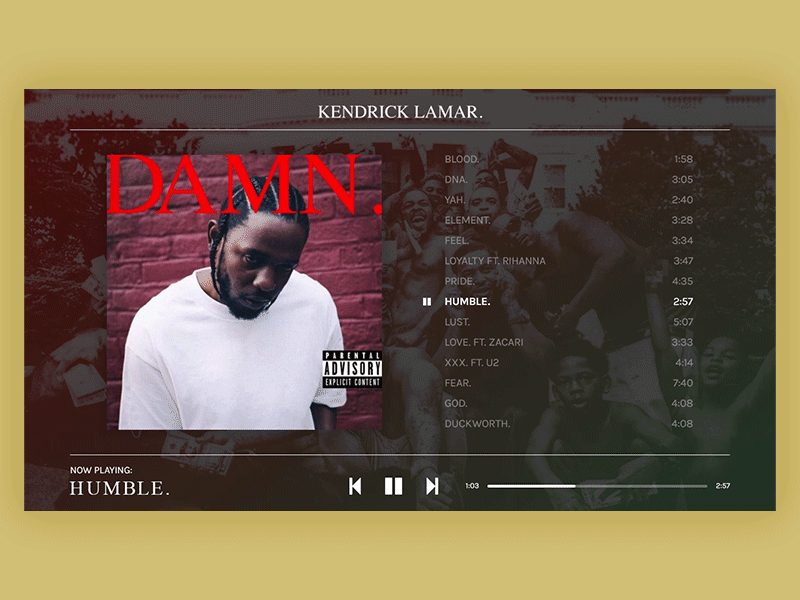 KENDRICK LAMAR.
DAMN.
PARENTAL
ADVISORY
EXPLICIT CONTENT
BLOOD. 1:58
DNA. 3:05
YAH. 2:40
ELEMENT. 3:28
FEEL. 3:34
LOYALTY FT. RIHANNA 3:47
PRIDE. 4:35
HUMBLE. 2:57
LUST. 5:07
LOVE. FT. ZACARI 3:33
XXX. FT. U2 4:14
FEAR. 7:40
GOD. 4:08
DUCKWORTH. 4:08
NOW PLAYING:
HUMBLE.
1:03 2:57